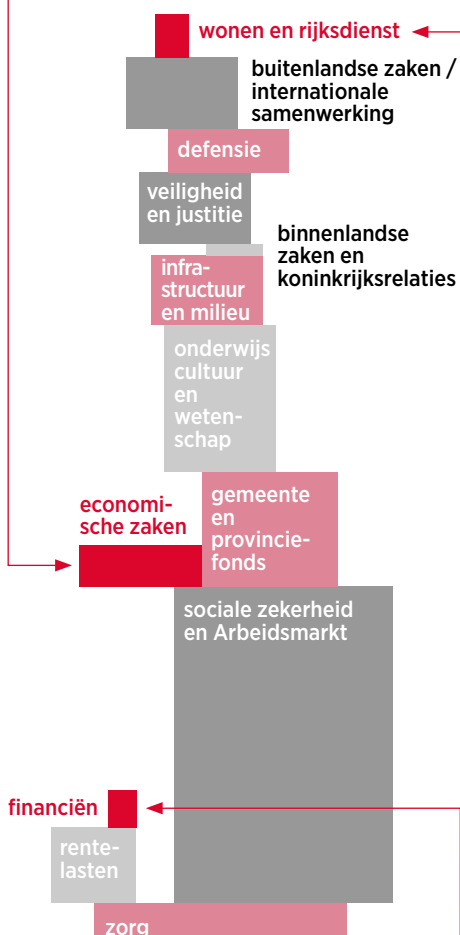 wonen en rijksdienst
buitenlandse zaken /
internationale
samenwerking
defensie
veiligheid
en justitie
binnenlandse
zaken en
koninkrijksrelaties
infra-
structuur
en milieu
onderwijs
cultuur
en
weten-
schap
economi-
sche zaken
gemeente
en
provincie-
fonds
sociale zekerheid
en Arbeidsmarkt
financiën
rente-
lasten
zorg